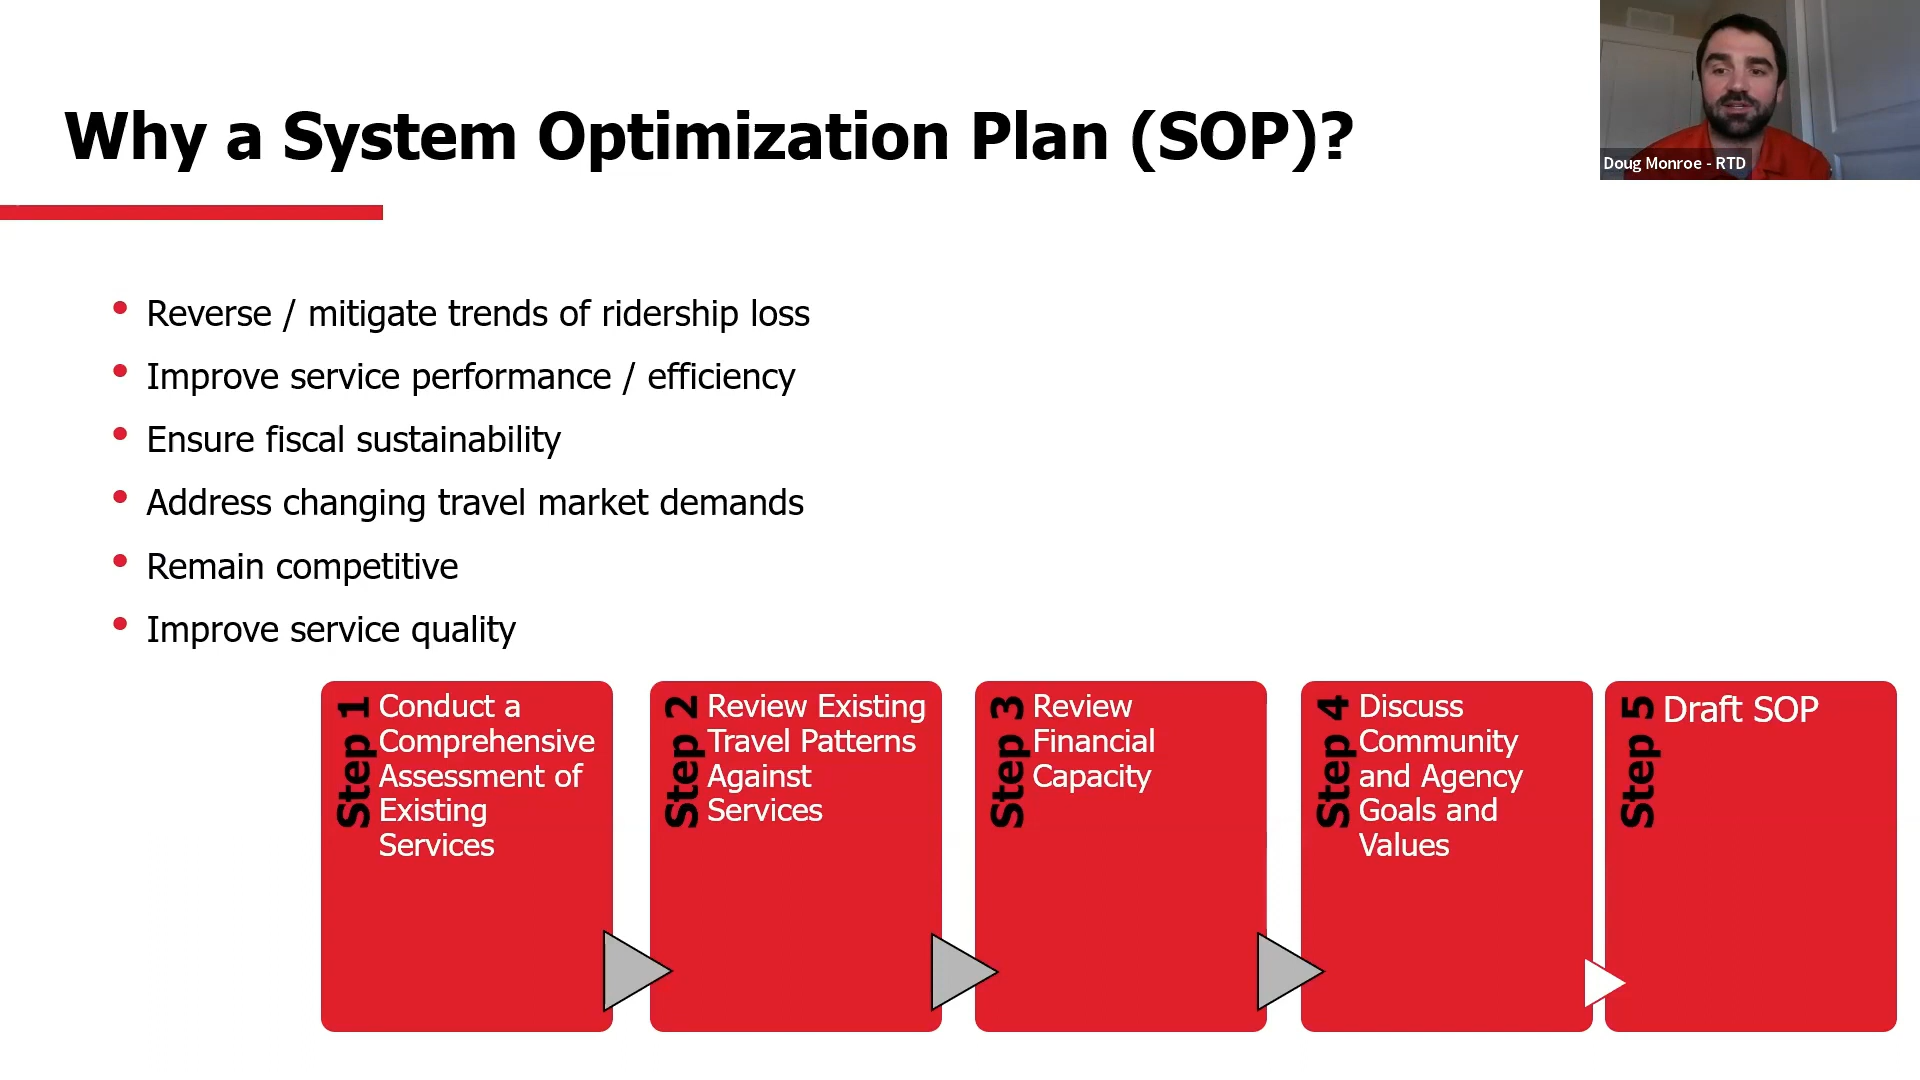 Why a System Optimization Plan (SOP)?
Doug Monroe - RTD
Reverse / mitigate trends of ridership loss
Improve service performance / efficiency
Ensure fiscal sustainability
Address changing travel market demands
Remain competitive
Improve service quality
Step 1
Conduct a
Comprehensive
Assessment of
Existing
Services
Step 2
Review Existing
Travel Patterns
Against
Services
Step 3
Review
Financial
Capacity
Step 4
Discuss
Community
and Agency
Goals and
Values
Step 5
Draft SOP